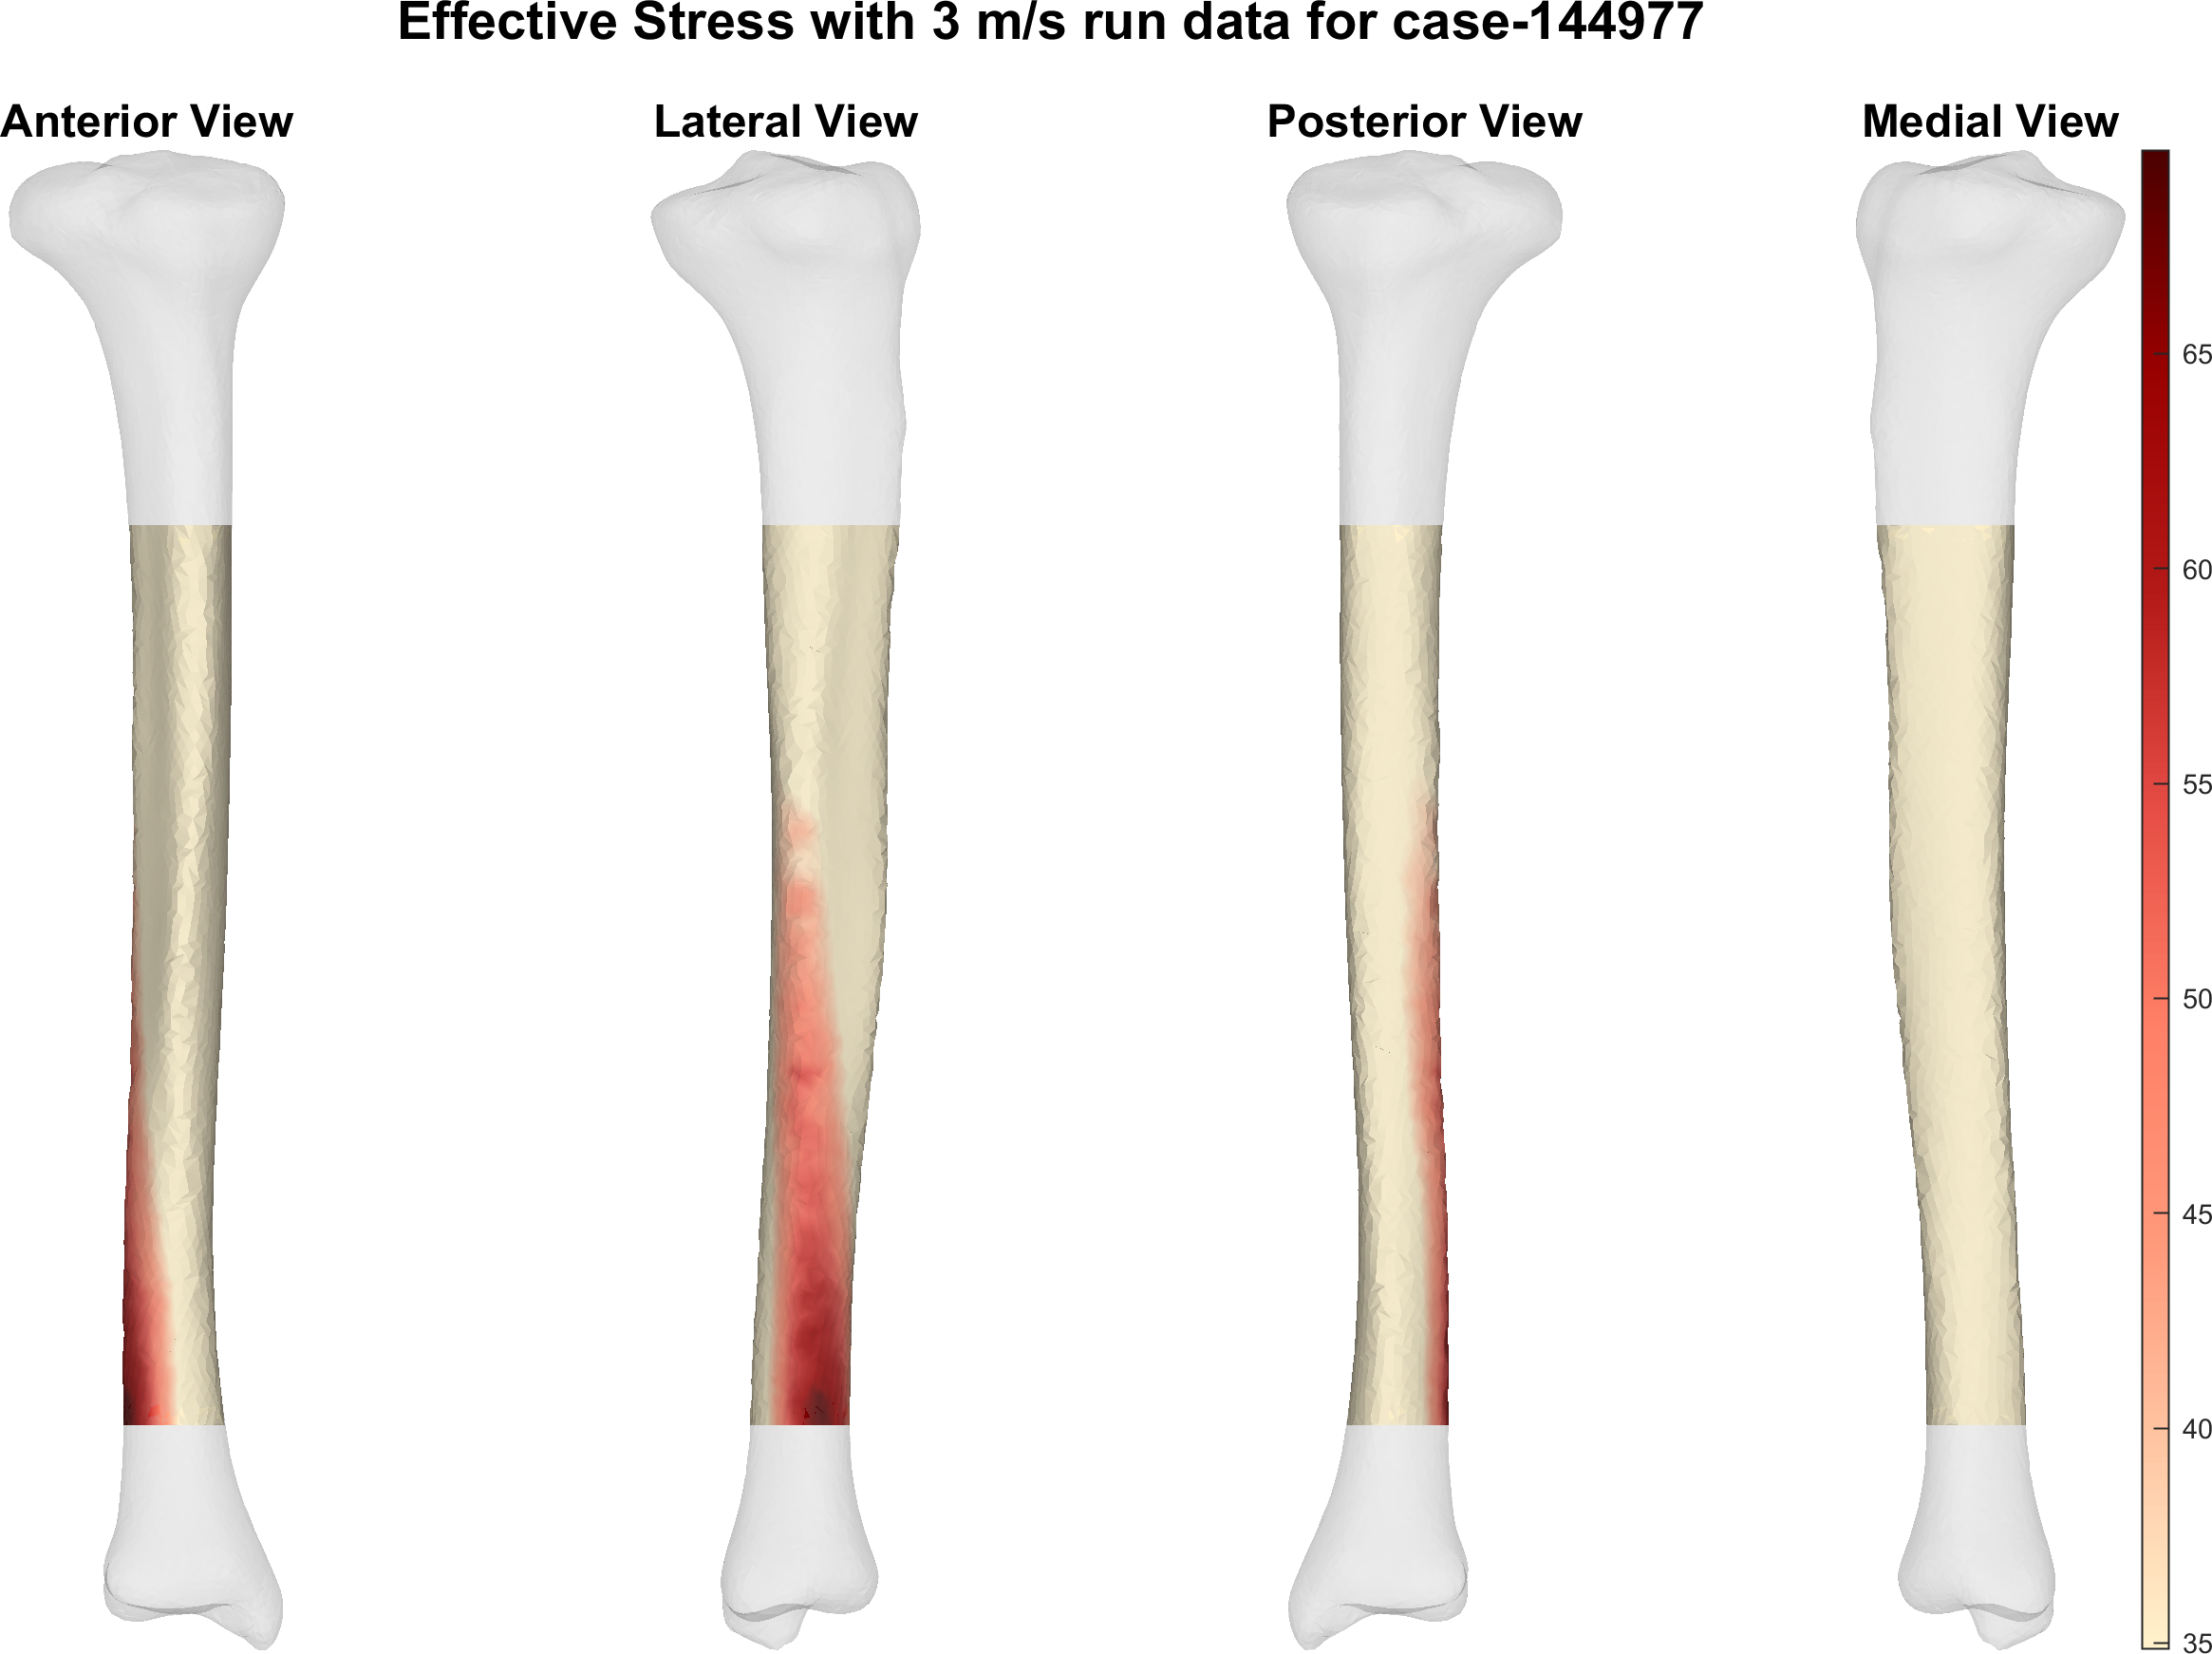 Effective Stress with 3 m/s run data for case-144977
Anterior View
Lateral View
Posterior View
Medial View
65
60
55
50
45
40
35